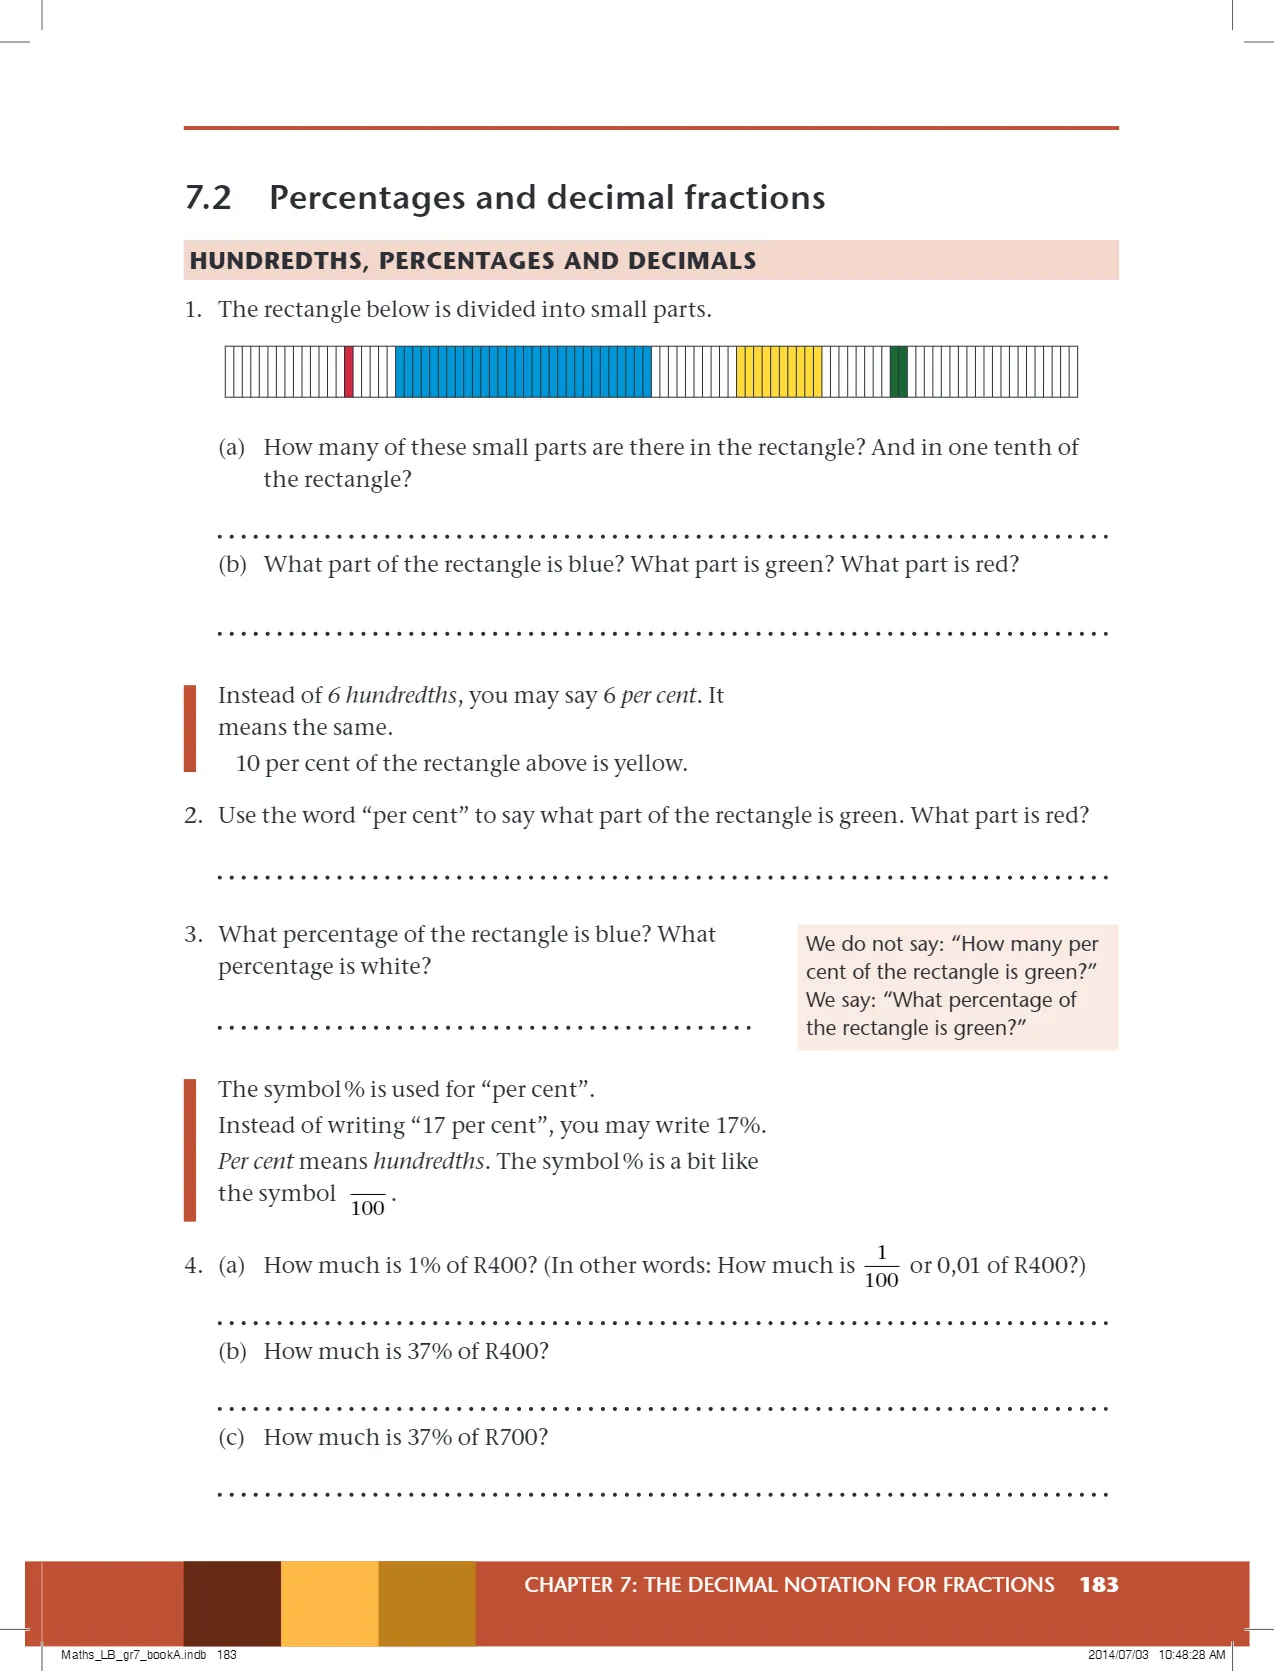 7.2 Percentages and decimal fractions
HUNDREDTHS, PERCENTAGES AND DECIMALS
1. The rectangle below is divided into small parts.
(a) How many of these small parts are there in the rectangle? And in one tenth of
the rectangle?
(b) What part of the rectangle is blue? What part is green? What part is red?
Instead of 6 hundredths, you may say 6 per cent. It
means the same.
10 per cent of the rectangle above is yellow.
2. Use the word “per cent” to say what part of the rectangle is green. What part is red?
3. What percentage of the rectangle is blue? What
percentage is white?
We do not say: “How many per
cent of the rectangle is green?”
We say: “What percentage of
the rectangle is green?”
The symbol % is used for “per cent”.
Instead of writing “17 per cent”, you may write 17%.
Per cent means hundredths. The symbol % is a bit like
the symbol —/100.
4. (a) How much is 1% of R400? (In other words: How much is 1/100 or 0,01 of R400?)
(b) How much is 37% of R400?
(c) How much is 37% of R700?
CHAPTER 7: THE DECIMAL NOTATION FOR FRACTIONS 183
Maths_LB_gr7_bookA.indb 183 2014/07/03 10:48:28 AM